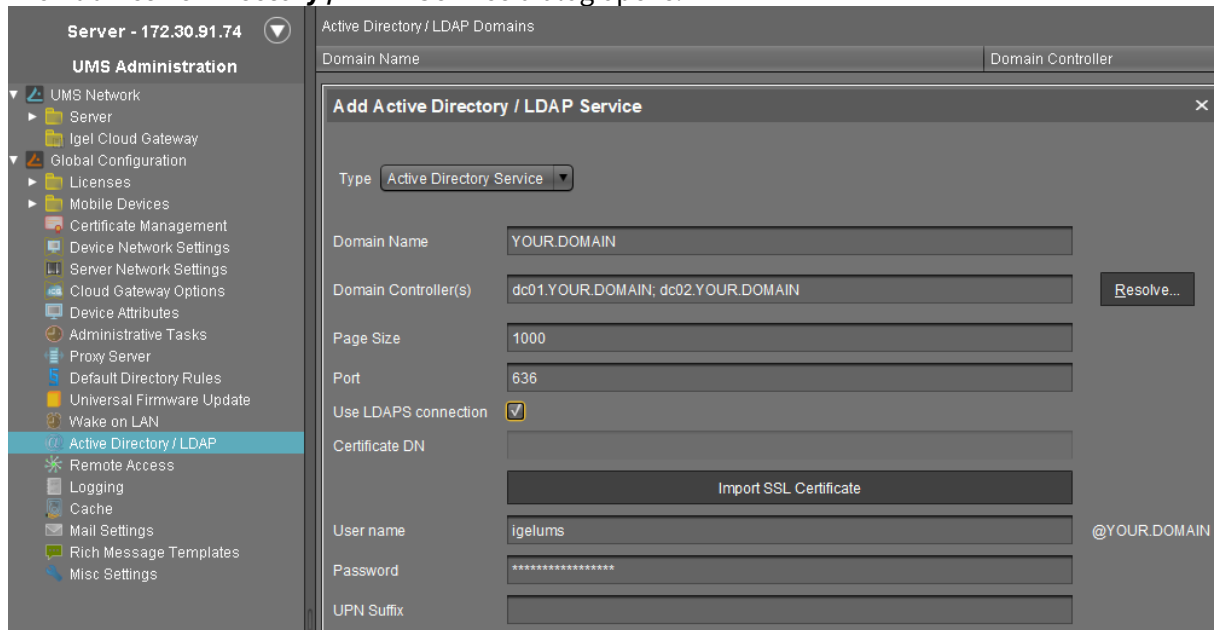 Server - 172.30.91.74
UMS Administration
UMS Network
Server
Igel Cloud Gateway
Global Configuration
Licenses
Mobile Devices
Certificate Management
Device Network Settings
Server Network Settings
Cloud Gateway Options
Device Attributes
Administrative Tasks
Proxy Server
Default Directory Rules
Universal Firmware Update
Wake on LAN
Active Directory / LDAP
Remote Access
Logging
Cache
Mail Settings
Rich Message Templates
Misc Settings
Active Directory / LDAP Domains
Domain Name Domain Controller
Add Active Directory / LDAP Service
Type Active Directory Service
Domain Name YOUR.DOMAIN
Domain Controller(s) dc01.YOUR.DOMAIN; dc02.YOUR.DOMAIN Resolve...
Page Size 1000
Port 636
Use LDAPS connection
Certificate DN
Import SSL Certificate
User name igelums @YOUR.DOMAIN
Password *****************
UPN Suffix